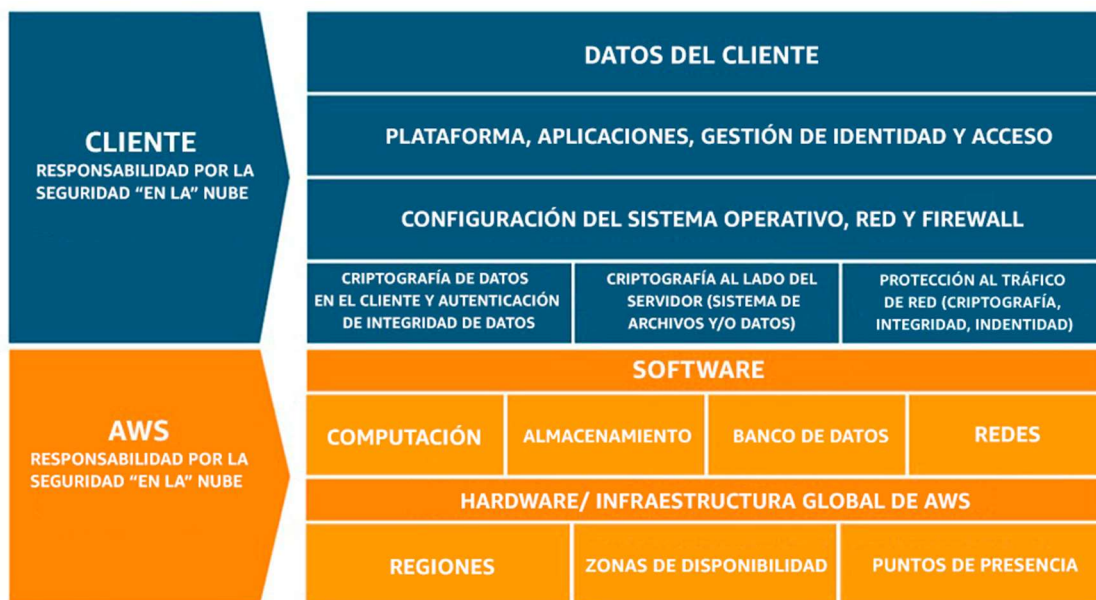 DATOS DEL CLIENTE
CLIENTE
RESPONSABILIDAD POR LA
SEGURIDAD “EN LA” NUBE
PLATAFORMA, APLICACIONES, GESTIÓN DE IDENTIDAD Y ACCESO
CONFIGURACIÓN DEL SISTEMA OPERATIVO, RED Y FIREWALL
CRIPTOGRAFÍA DE DATOS
EN EL CLIENTE Y AUTENTICACIÓN
DE INTEGRIDAD DE DATOS
CRIPTOGRAFÍA AL LADO DEL
SERVIDOR (SISTEMA DE
ARCHIVOS Y/O DATOS)
PROTECCIÓN AL TRÁFICO
DE RED (CRIPTOGRAFÍA,
INTEGRIDAD, INDENTIDAD)
AWS
RESPONSABILIDAD POR LA
SEGURIDAD “EN LA” NUBE
SOFTWARE
COMPUTACIÓN
ALMACENAMIENTO
BANCO DE DATOS
REDES
HARDWARE/ INFRAESTRUCTURA GLOBAL DE AWS
REGIONES
ZONAS DE DISPONIBILIDAD
PUNTOS DE PRESENCIA